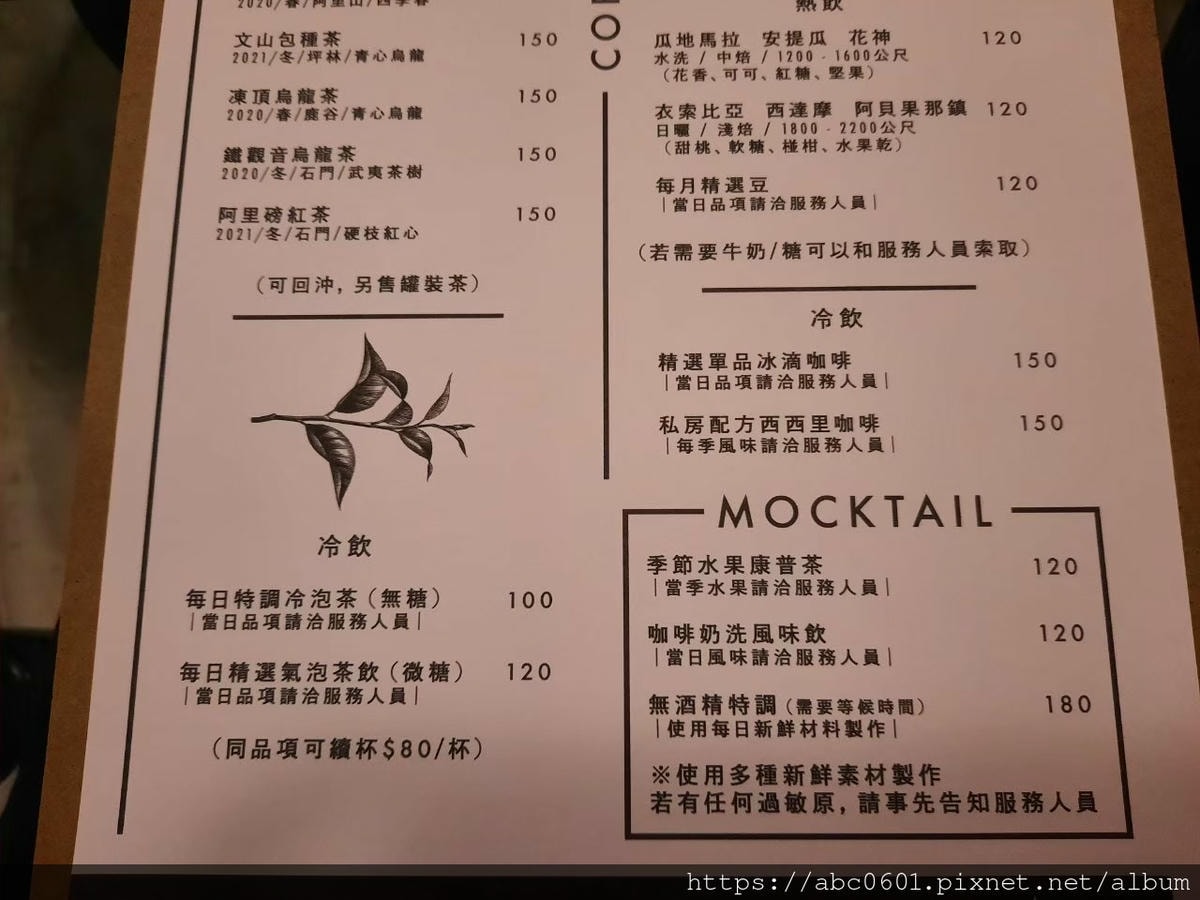 2020/春/阿里山/四季春
文山包種茶 150
2021/冬/坪林/青心烏龍
凍頂烏龍茶 150
2020/春/鹿谷/青心烏龍
鐵觀音烏龍茶 150
2020/冬/石門/武夷茶樹
阿里磅紅茶 150
2021/冬/石門/硬枝紅心
(可回沖, 另售罐裝茶)
冷飲
每日特調冷泡茶(無糖) 100
|當日品項請洽服務人員|
每日精選氣泡茶飲(微糖) 120
|當日品項請洽服務人員|
(同品項可續杯$80/杯)
熱飲
瓜地馬拉 安提瓜 花神 120
水洗 / 中焙 / 1200 - 1600公尺
(花香、可可、紅糖、堅果)
衣索比亞 西達摩 阿貝果那鎮 120
日曬 / 淺焙 / 1800 - 2200公尺
(甜桃、軟糖、椪柑、水果乾)
每月精選豆 120
|當日品項請洽服務人員|
(若需要牛奶/糖可以和服務人員索取)
冷飲
精選單品冰滴咖啡 150
|當日品項請洽服務人員|
私房配方西西里咖啡 150
|每季風味請洽服務人員|
MOCKTAIL
季節水果康普茶 120
|當季水果請洽服務人員|
咖啡奶洗風味飲 120
|當日風味請洽服務人員|
無酒精特調(需要等候時間) 180
|使用每日新鮮材料製作|
※使用多種新鮮素材製作
若有任何過敏原, 請事先告知服務人員
https://abc0601.pixnet.net/album